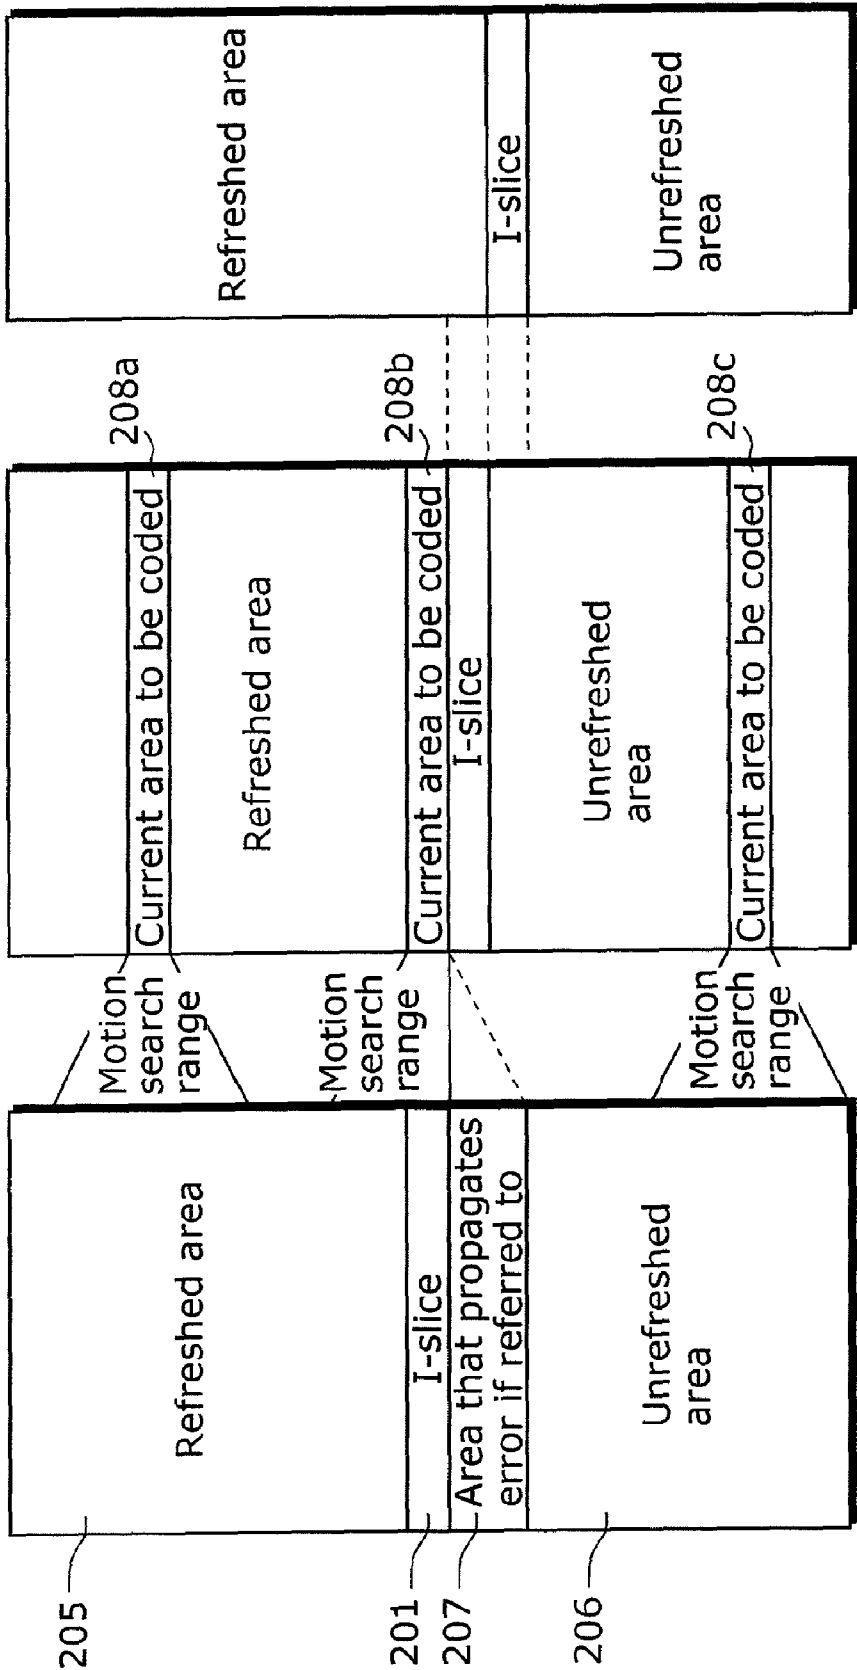 205
201
207
206
Refreshed area
I-slice
Area that propagates
error if referred to
Unrefreshed
area
Motion
search
range
Motion
search
range
Motion
search
range
Current area to be coded
Refreshed area
Current area to be coded
I-slice
Unrefreshed
area
Current area to be coded
208a
208b
208c
Refreshed area
I-slice
Unrefreshed
area